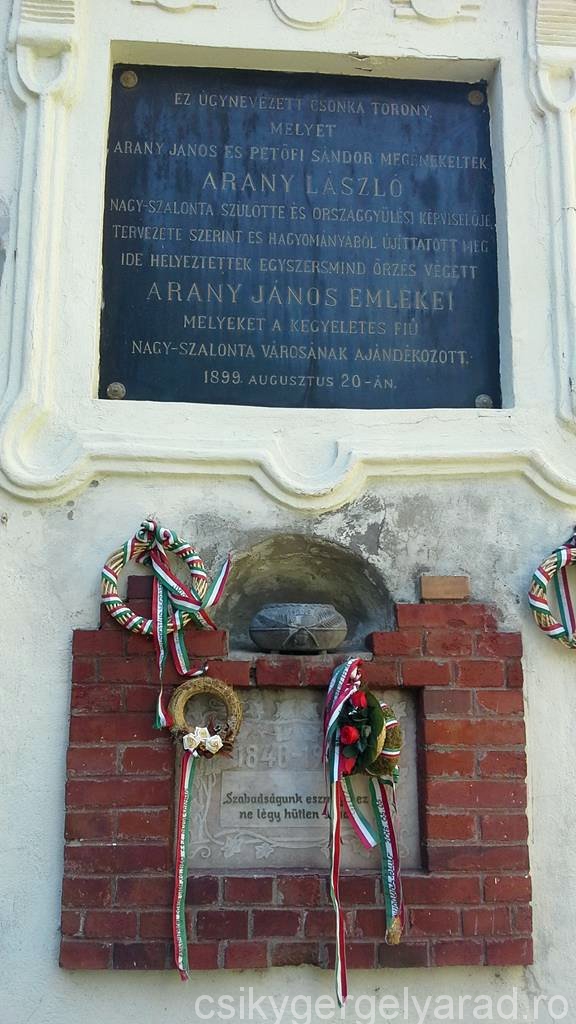 EZ ÚGYNEVEZETT CSONKA TORONY,
MELYET
ARANY JÁNOS ÉS PETŐFI SÁNDOR MEGÉNEKELTEK
ARANY LÁSZLÓ
NAGY-SZALONTA SZÜLÖTTE ÉS ORSZÁGGYÜLÉSI KÉPVISELŐJE,
TERVEZETE SZERINT ÉS HAGYOMÁNYÁBÓL ÚJÍTTATOTT MEG
IDE HELYEZTETTEK EGYSZERSMIND ŐRZÉS VÉGETT
ARANY JÁNOS EMLÉKEI
MELYEKET A KEGYELETES FIÚ
NAGY-SZALONTA VÁROSÁNAK AJÁNDÉKOZOTT.
1899. AUGUSZTUS 20-ÁN.
Szabadságunk ez
ne légy hűtlen
csikygergelyarad.ro